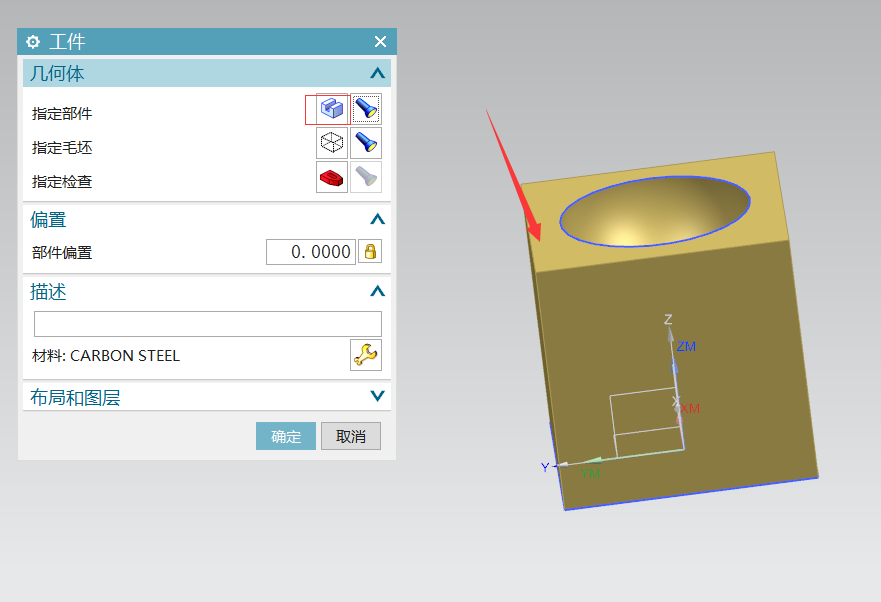 工件
几何体
指定部件
指定毛坯
指定检查
偏置
部件偏置
0.0000
描述
材料: CARBON STEEL
布局和图层
确定 取消
Z
ZM
X
XM
Y
YM